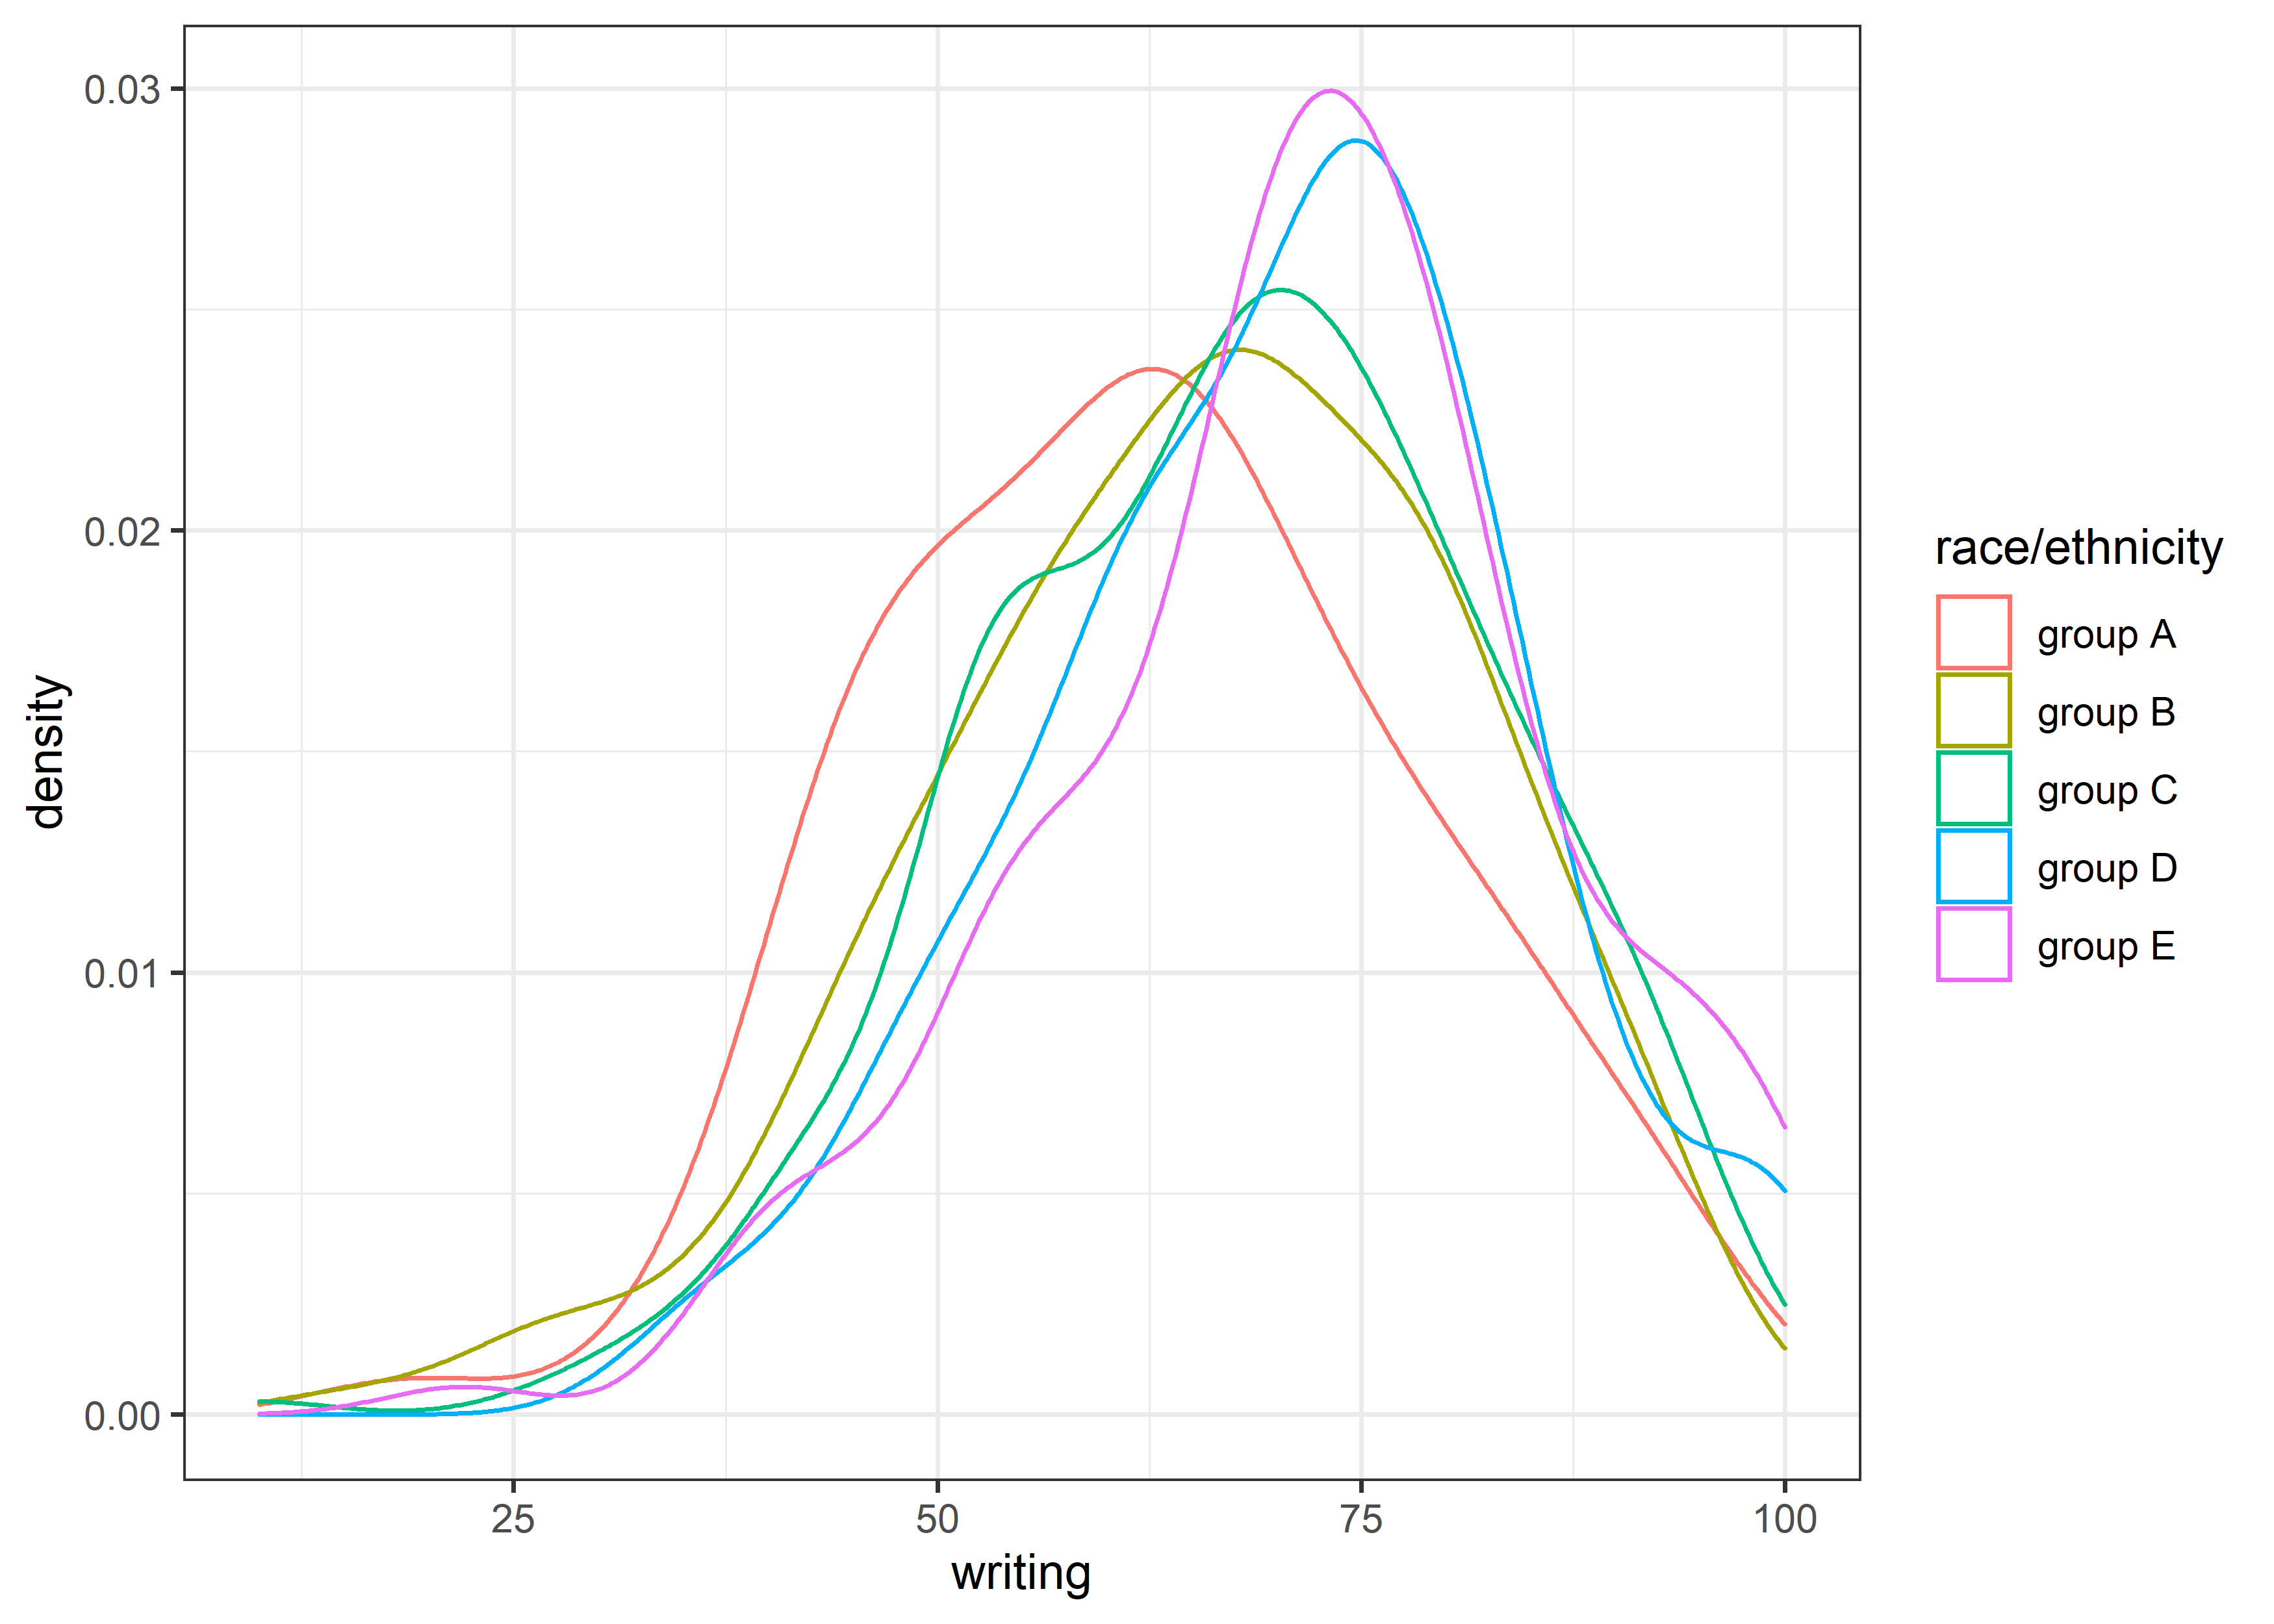 0.03
0.02
0.01
0.00
density
25 50 75 100
writing
race/ethnicity
group A
group B
group C
group D
group E